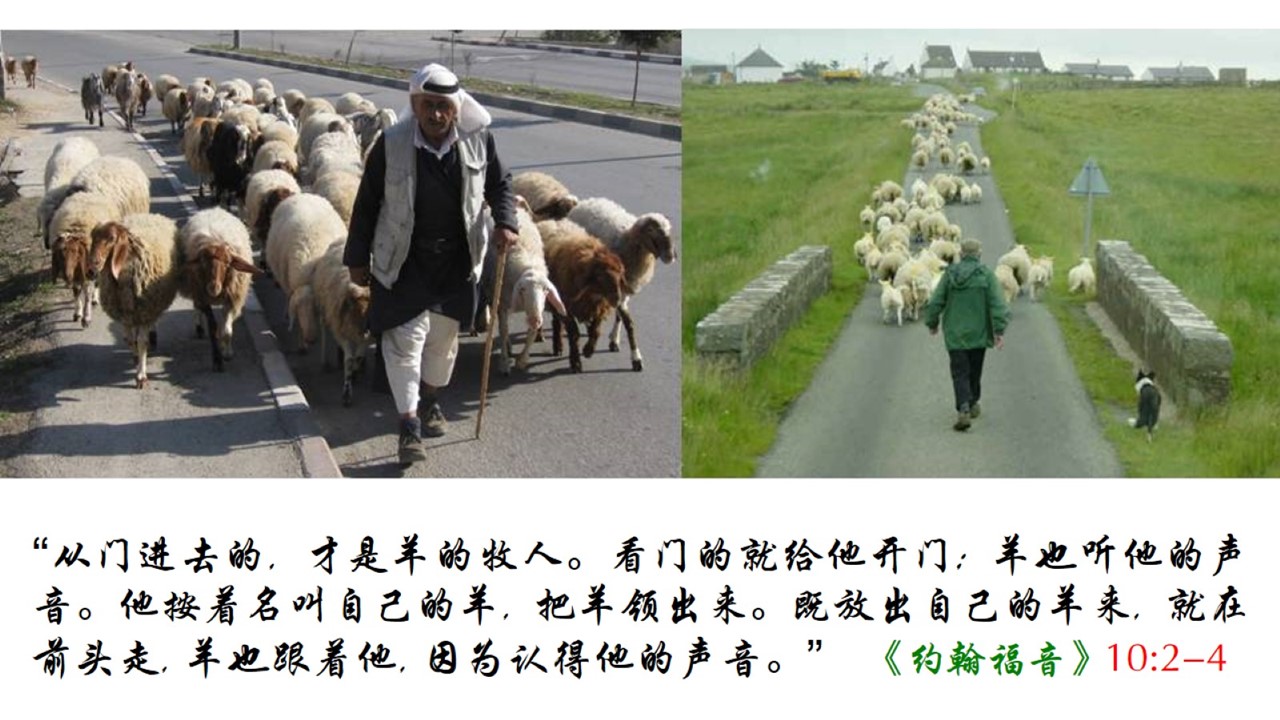 “从门进去的, 才是羊的牧人。看门的就给他开门; 羊也听他的声
音。他按着名叫自己的羊, 把羊领出来。既放出自己的羊来, 就在
前头走, 羊也跟着他, 因为认得他的声音。” 《约翰福音》10:2-4